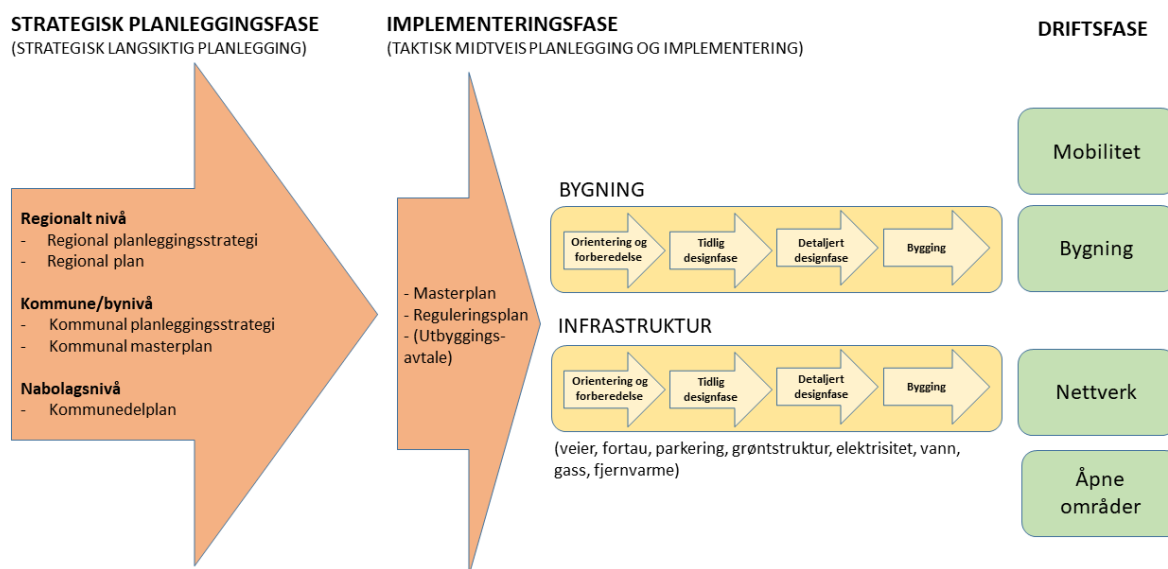 STRATEGISK PLANLEGGINGSFASE
(STRATEGISK LANGSIKTIG PLANLEGGING)
Regionalt nivå
- Regional planleggingsstrategi
- Regional plan
Kommune/bynivå
- Kommunal planleggingsstrategi
- Kommunal masterplan
Nabolagsnivå
- Kommunedelplan
IMPLEMENTERINGSFASE
(TAKTISK MIDTVEIS PLANLEGGING OG IMPLEMENTERING)
- Masterplan
- Reguleringsplan
- (Utbyggings-
avtale)
BYGNING
Orientering og
forberedelse
Tidlig
designfase
Detaljert
designfase
Bygging
INFRASTRUKTUR
Orientering og
forberedelse
Tidlig
designfase
Detaljert
designfase
Bygging
(veier, fortau, parkering, grøntstruktur, elektrisitet, vann,
gass, fjernvarme)
DRIFTSFASE
Mobilitet
Bygning
Nettverk
Åpne
områder